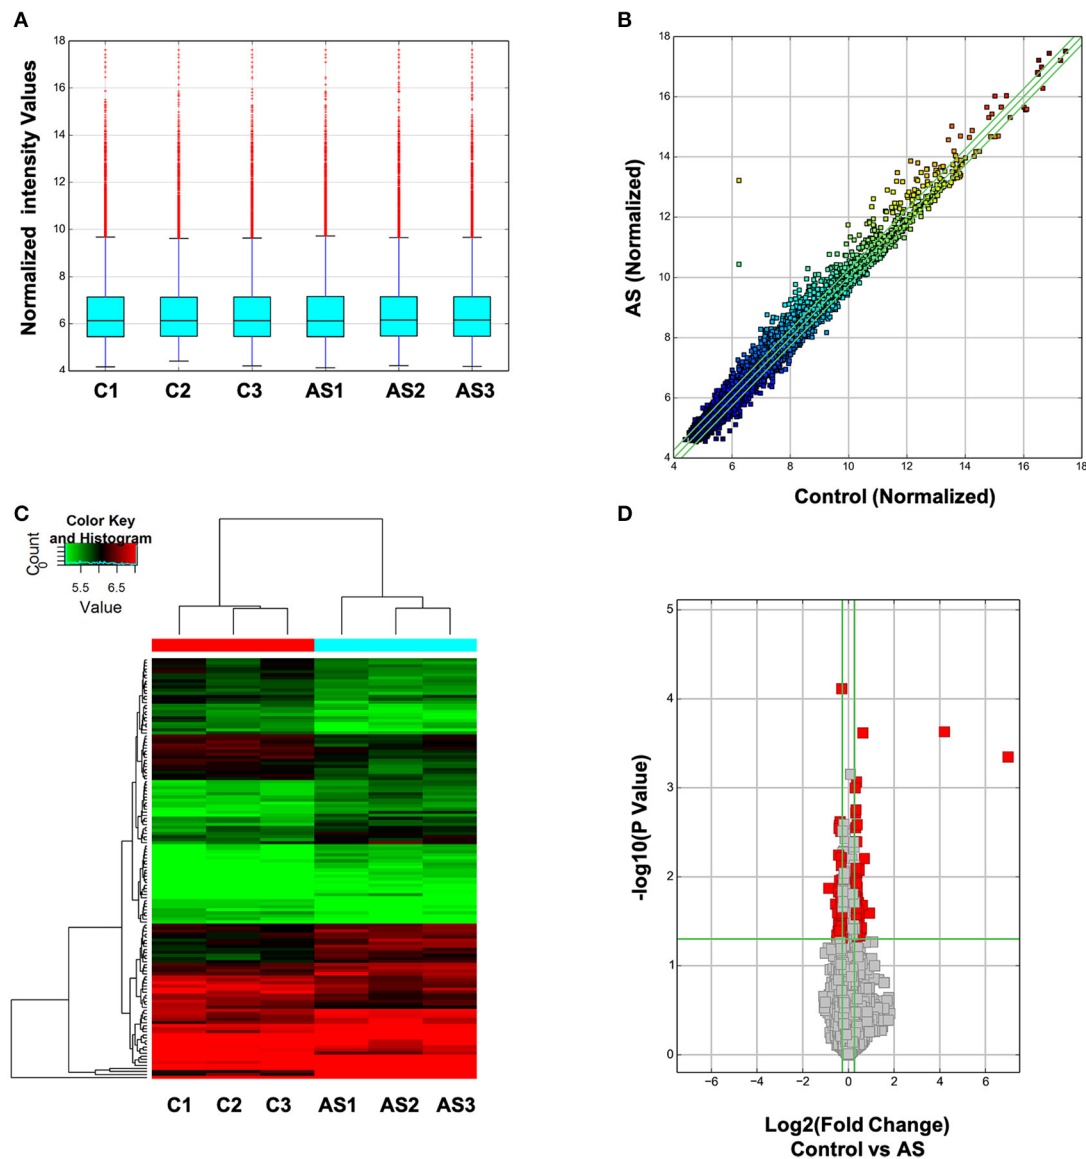 A
Normalized intensity Values
18
16
14
12
10
8
6
4
C1 C2 C3 AS1 AS2 AS3
B
AS (Normalized)
18
16
14
12
10
8
6
4
4 6 8 10 12 14 16 18
Control (Normalized)
C
Color Key
and Histogram
Count
0
5.5 6.5
Value
C1 C2 C3 AS1 AS2 AS3
D
-log10(P Value)
5
4
3
2
1
0
−6 −4 −2 0 2 4 6
Log2(Fold Change)
Control vs AS